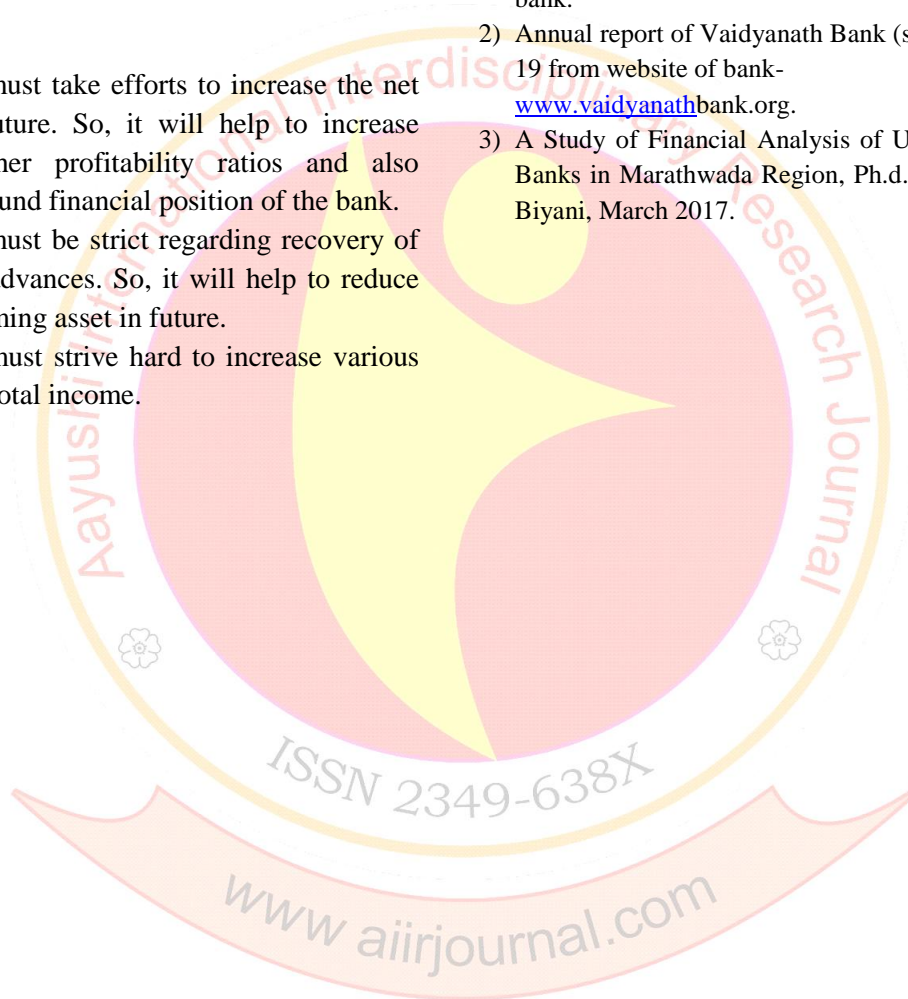 must take efforts to increase the net
uture. So, it will help to increase
her profitability ratios and also
und financial position of the bank.
must be strict regarding recovery of
advances. So, it will help to reduce
ming asset in future.
must strive hard to increase various
otal income.
bank.
2) Annual report of Vaidyanath Bank (s
19 from website of bank-
www.vaidyanathbank.org.
3) A Study of Financial Analysis of U
Banks in Marathwada Region, Ph.d.
Biyani, March 2017.
Aayushi International Interdisciplinary Research Journal
ISSN 2349-638X
www aiirjournal.com